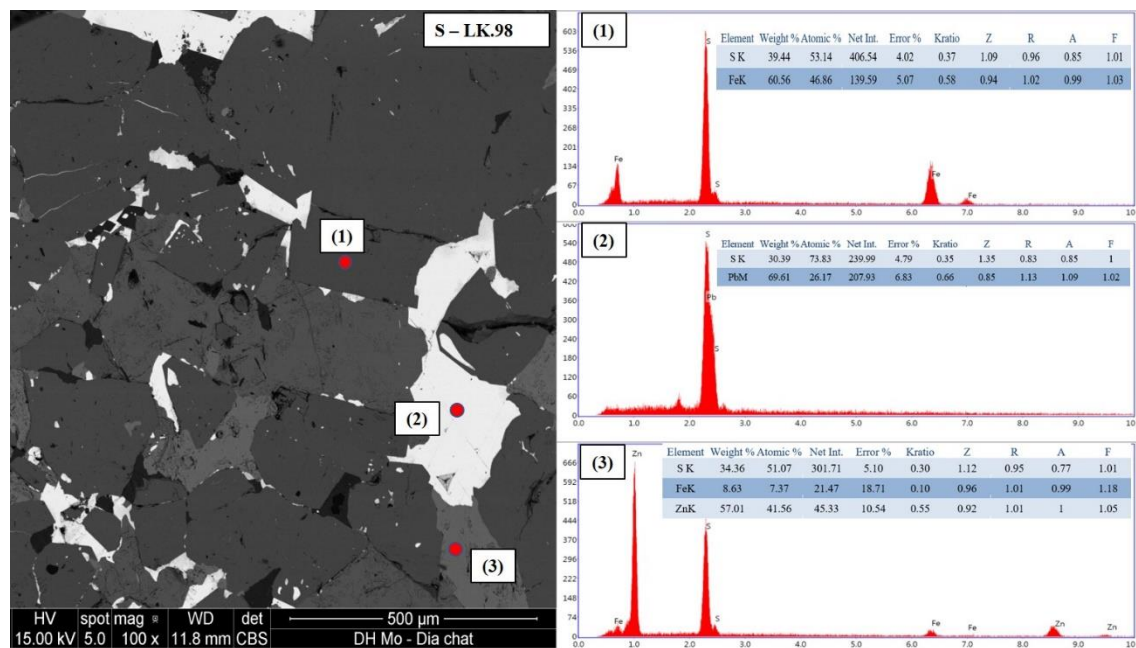 S – LK.98
(1)
(2)
(3)
HV spot mag WD det 500 µm
15.00 kV 5.0 100 x 11.8 mm CBS DH Mo - Dia chat
(1)
Element Weight % Atomic % Net Int. Error % Kratio Z R A F
S K 39.44 53.14 406.54 4.02 0.37 1.09 0.96 0.85 1.01
FeK 60.56 46.86 139.59 5.07 0.58 0.94 1.02 0.99 1.03
603
536
469
402
335
268
201
134
67
0
Fe S S Fe Fe
0.0 1.0 2.0 3.0 4.0 5.0 6.0 7.0 8.0 9.0 10.
(2)
Element Weight % Atomic % Net Int. Error % Kratio Z R A F
S K 30.39 73.83 239.99 4.79 0.35 1.35 0.83 0.85 1
PbM 69.61 26.17 207.93 6.83 0.66 0.85 1.13 1.09 1.02
600
540
480
420
360
300
240
180
120
60
0
S
Pb
S
0.0 1.0 2.0 3.0 4.0 5.0 6.0 7.0 8.0 9.0 10.
(3)
Element Weight % Atomic % Net Int. Error % Kratio Z R A F
S K 34.36 51.07 301.71 5.10 0.30 1.12 0.95 0.77 1.01
FeK 8.63 7.37 21.47 18.71 0.10 0.96 1.01 0.99 1.18
ZnK 57.01 41.56 45.33 10.54 0.55 0.92 1.01 1 1.05
666
592
518
444
370
296
222
148
74
0
Fe Zn S S Fe Fe Zn Zn
0.0 1.0 2.0 3.0 4.0 5.0 6.0 7.0 8.0 9.0 10.